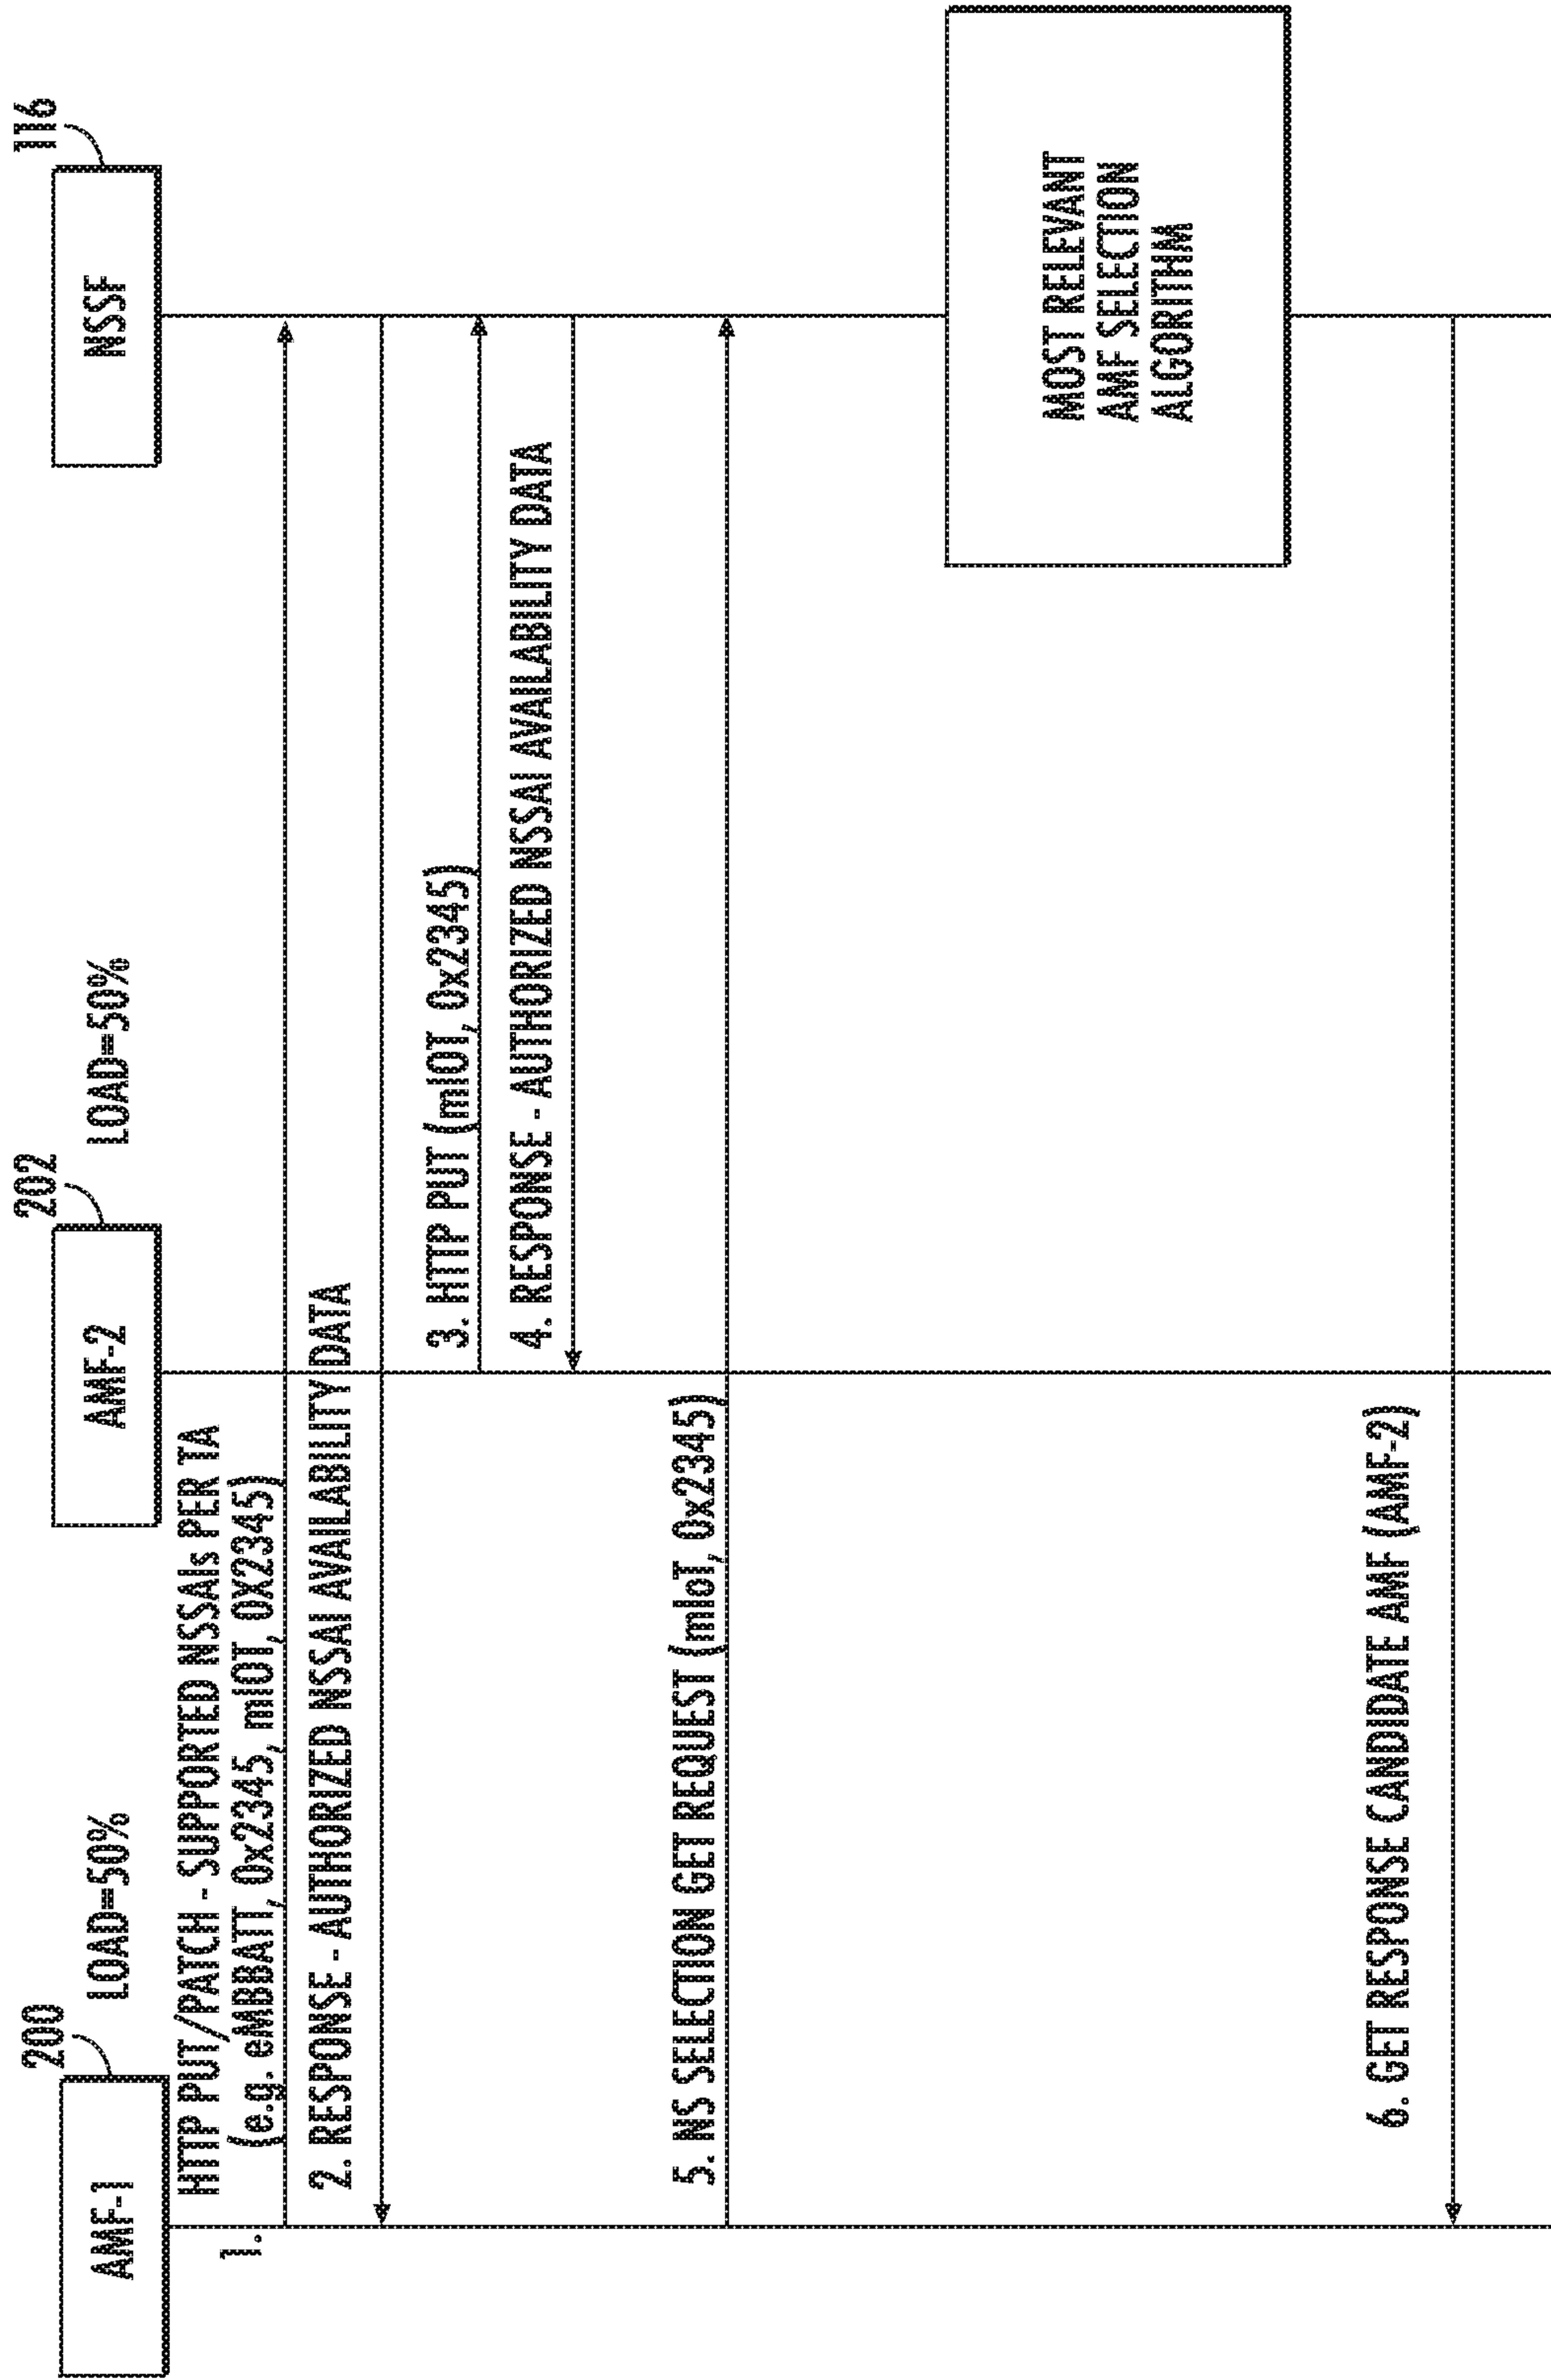 200
AMF-1
LOAD=50%
202
AMF-2
LOAD=50%
116
NSSF
1.
HTTP PUT/PATCH - SUPPORTED NSSAIs PER TA
(e.g. eMBBATT, 0x2345, mIOT, 0X2345)
2. RESPONSE - AUTHORIZED NSSAI AVAILABILITY DATA
3. HTTP PUT (mIOT, 0x2345)
4. RESPONSE - AUTHORIZED NSSAI AVAILABILITY DATA
5. NS SELECTION GET REQUEST (mIoT, 0x2345)
MOST RELEVANT
AMF SELECTION
ALGORITHM
6. GET RESPONSE CANDIDATE AMF (AMF-2)